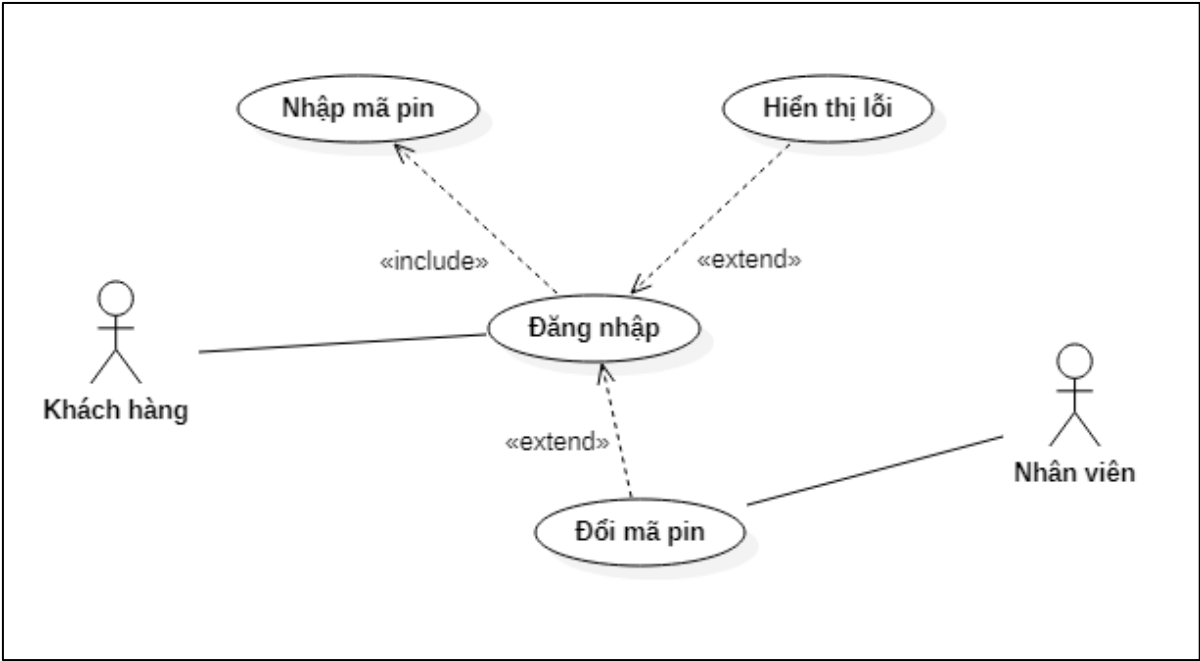 Nhập mã pin
Hiển thị lỗi
«include»
«extend»
Đăng nhập
Khách hàng
«extend»
Nhân viên
Đổi mã pin